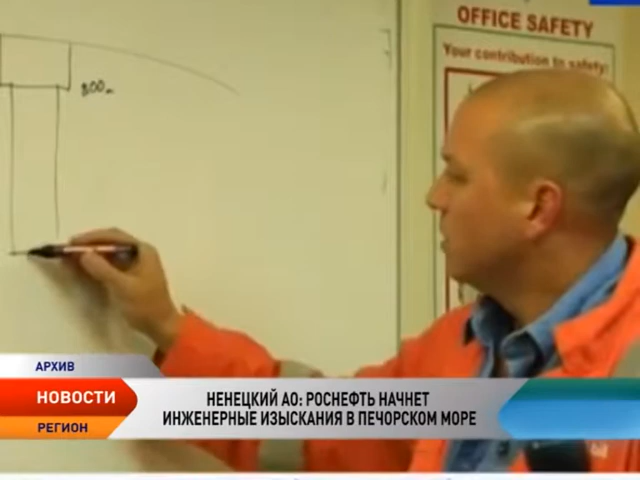 OFFICE SAFETY
Your contribution to safety:
800м
АРХИВ
НОВОСТИ
РЕГИОН
НЕНЕЦКИЙ АО: РОСНЕФТЬ НАЧНЕТ
ИНЖЕНЕРНЫЕ ИЗЫСКАНИЯ В ПЕЧОРСКОМ МОРЕ